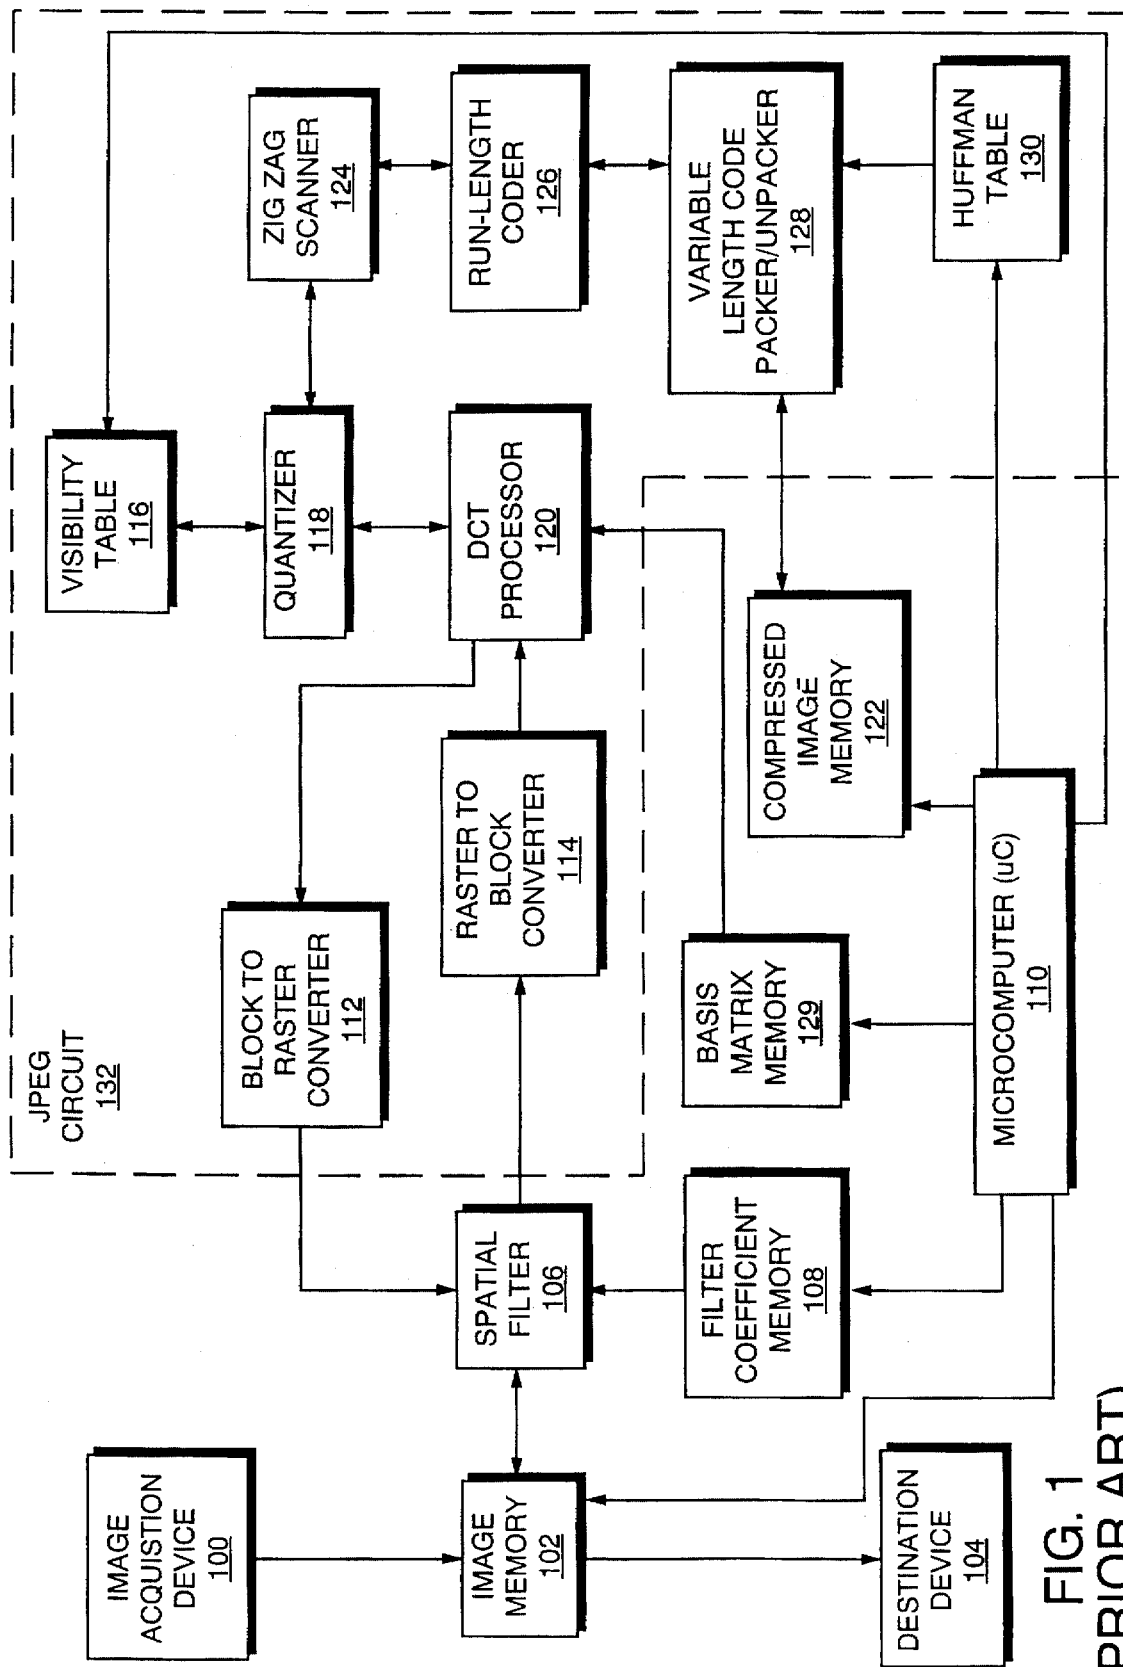 JPEG
CIRCUIT
132
IMAGE
ACQUISTION
DEVICE
100
BLOCK TO
RASTER
CONVERTER
112
VISIBILITY
TABLE
116
QUANTIZER
118
ZIG ZAG
SCANNER
124
IMAGE
MEMORY
102
SPATIAL
FILTER
106
RASTER TO
BLOCK
CONVERTER
114
DCT
PROCESSOR
120
RUN-LENGTH
CODER
126
FILTER
COEFFICIENT
MEMORY
108
BASIS
MATRIX
MEMORY
129
COMPRESSED
IMAGE
MEMORY
122
VARIABLE
LENGTH CODE
PACKER/UNPACKER
128
DESTINATION
DEVICE
104
MICROCOMPUTER (uC)
110
HUFFMAN
TABLE
130
FIG. 1
PRIOR ART)